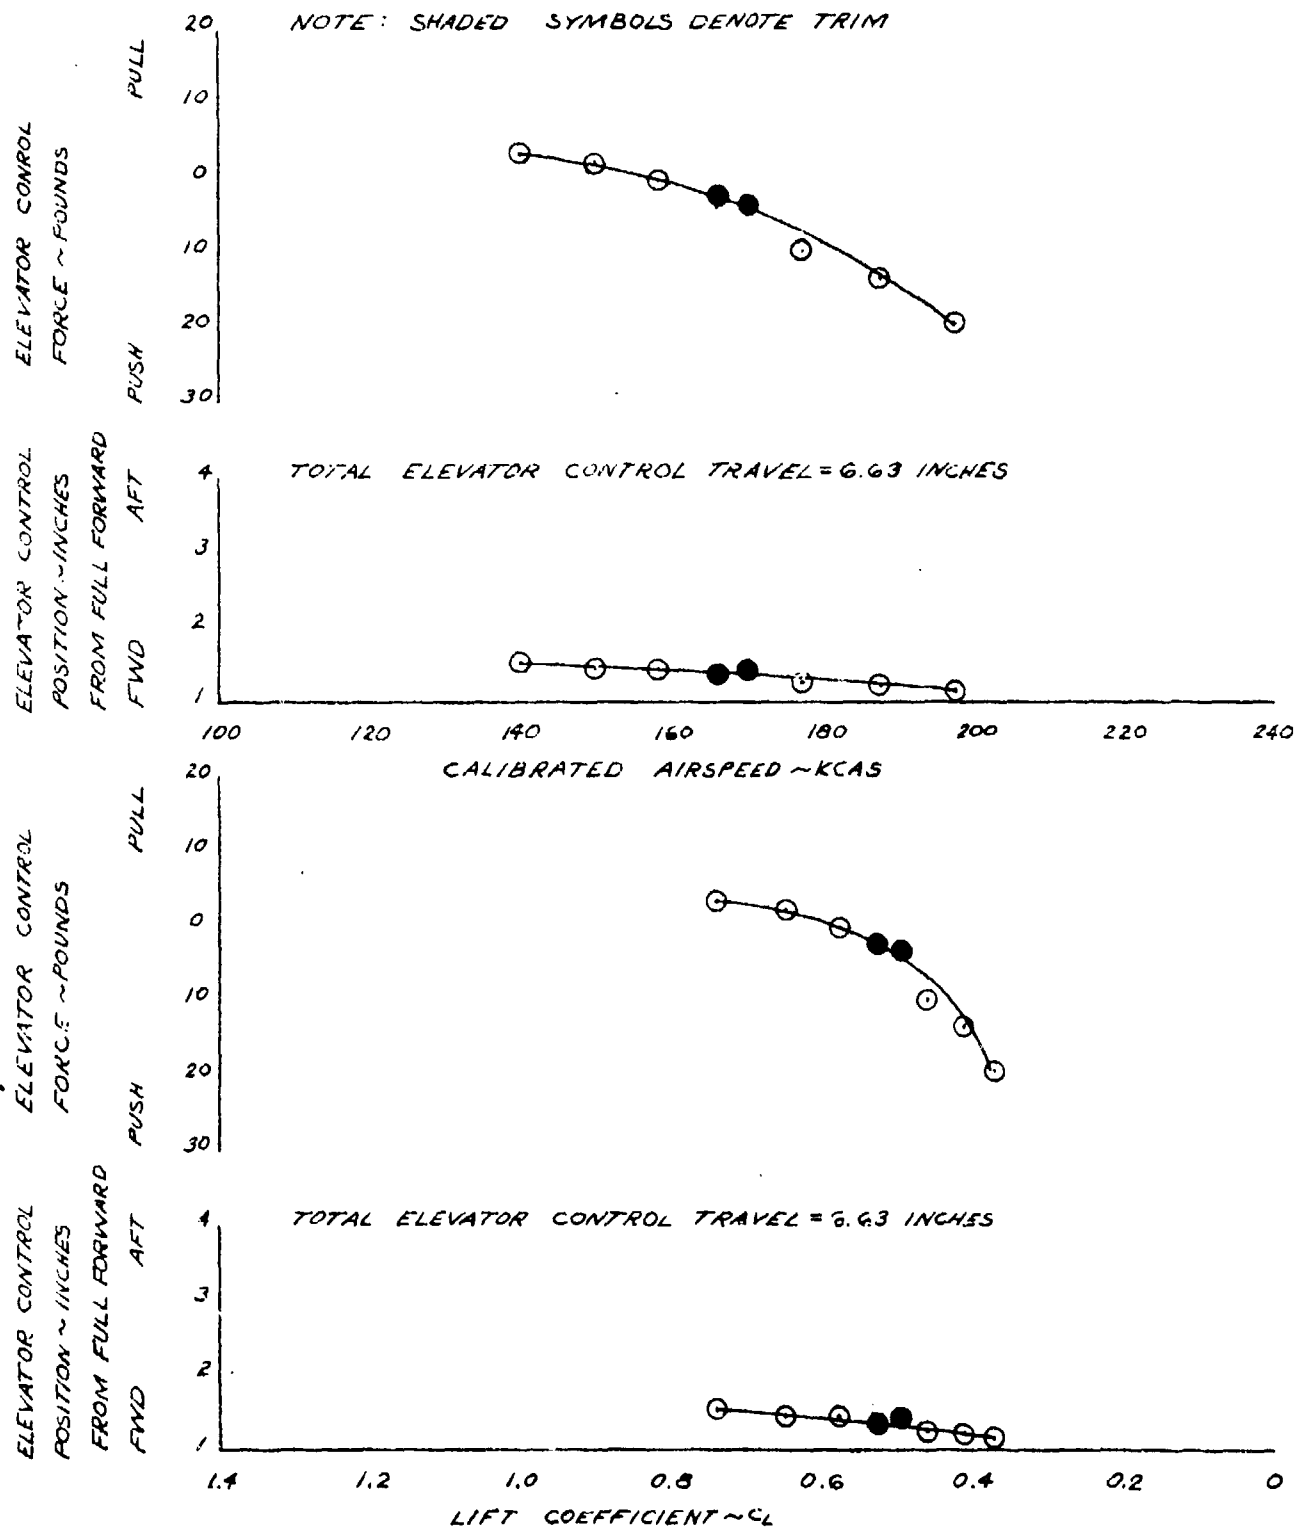 NOTE: SHADED SYMBOLS DENOTE TRIM
ELEVATOR CONROL
FORCE ~ POUNDS
PUSH
PULL
20
10
0
10
20
30
TOTAL ELEVATOR CONTROL TRAVEL = 6.63 INCHES
ELEVATOR CONTROL
POSITION ~ INCHES
FROM FULL FORWARD
FWD
AFT
4
3
2
1
100 120 140 160 180 200 220 240
CALIBRATED AIRSPEED ~ KCAS
ELEVATOR CONTROL
FORCE ~ POUNDS
PUSH
PULL
20
10
0
10
20
30
TOTAL ELEVATOR CONTROL TRAVEL = 6.63 INCHES
ELEVATOR CONTROL
POSITION ~ INCHES
FROM FULL FORWARD
FWD
AFT
4
3
2
1
1.4 1.2 1.0 0.8 0.6 0.4 0.2 0
LIFT COEFFICIENT ~ CL